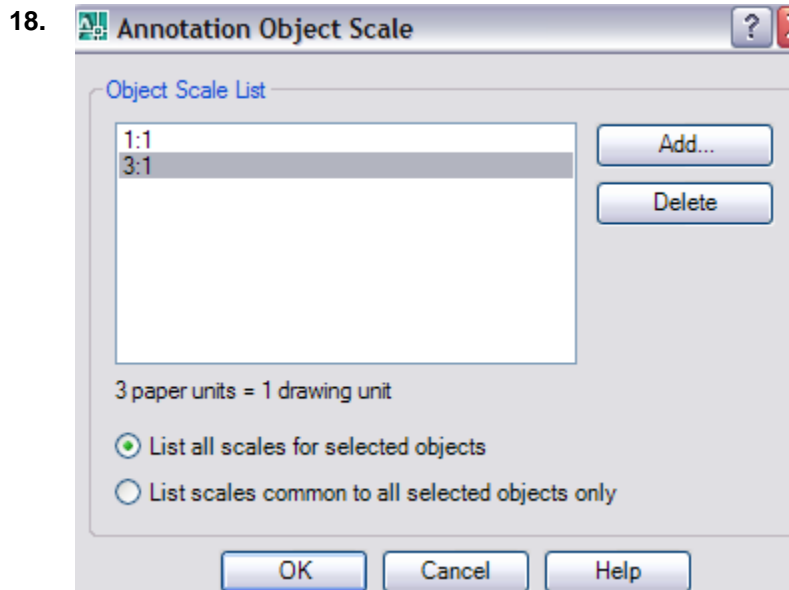 18.
Annotation Object Scale
Object Scale List
1:1
3:1
Add...
Delete
3 paper units = 1 drawing unit
List all scales for selected objects
List scales common to all selected objects only
OK
Cancel
Help